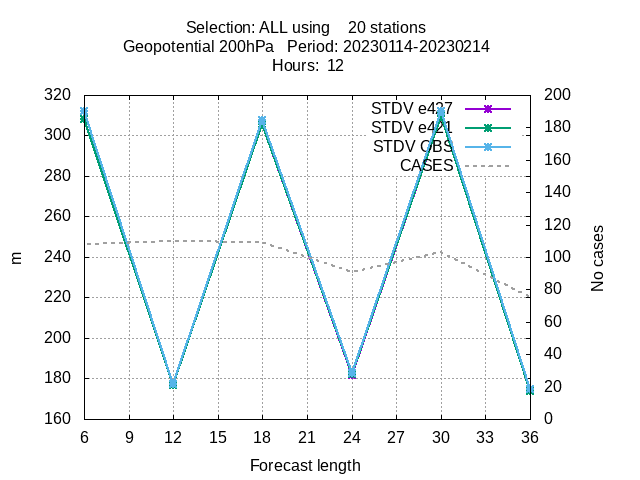 Selection: ALL using 20 stations
Geopotential 200hPa Period: 20230114-20230214
Hours: 12
320 200
STDV e427
300 180
STDV e421
STDV OBS
280 160
CASES
260 140
240 120
220 100
200 80
180 60
160 40
20
0
m
No cases
6 9 12 15 18 21 24 27 30 33 36
Forecast length